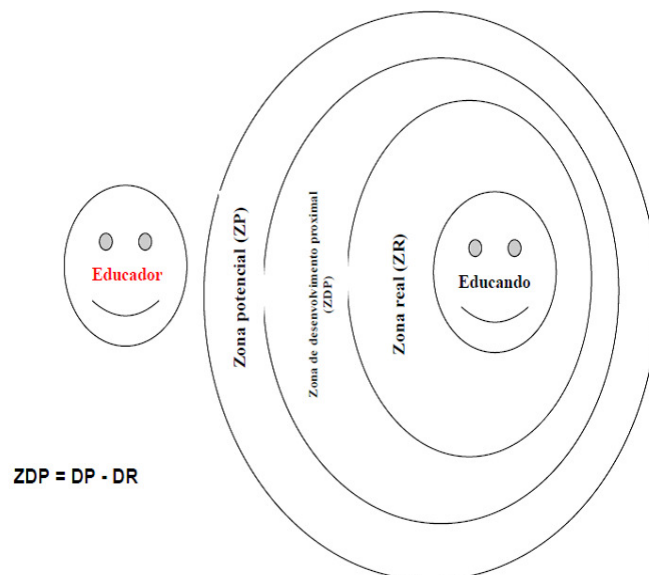 Educador
Zona potencial (ZP)
Zona de desenvolvimento proximal
(ZDP)
Zona real (ZR)
Educando
ZDP = DP - DR